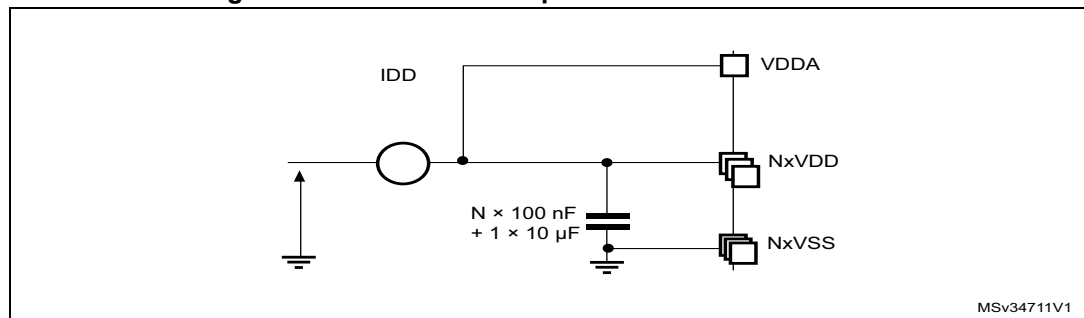 VDDA
IDD
NxVDD
N × 100 nF
+ 1 × 10 µF
NxVSS
MSv34711V1